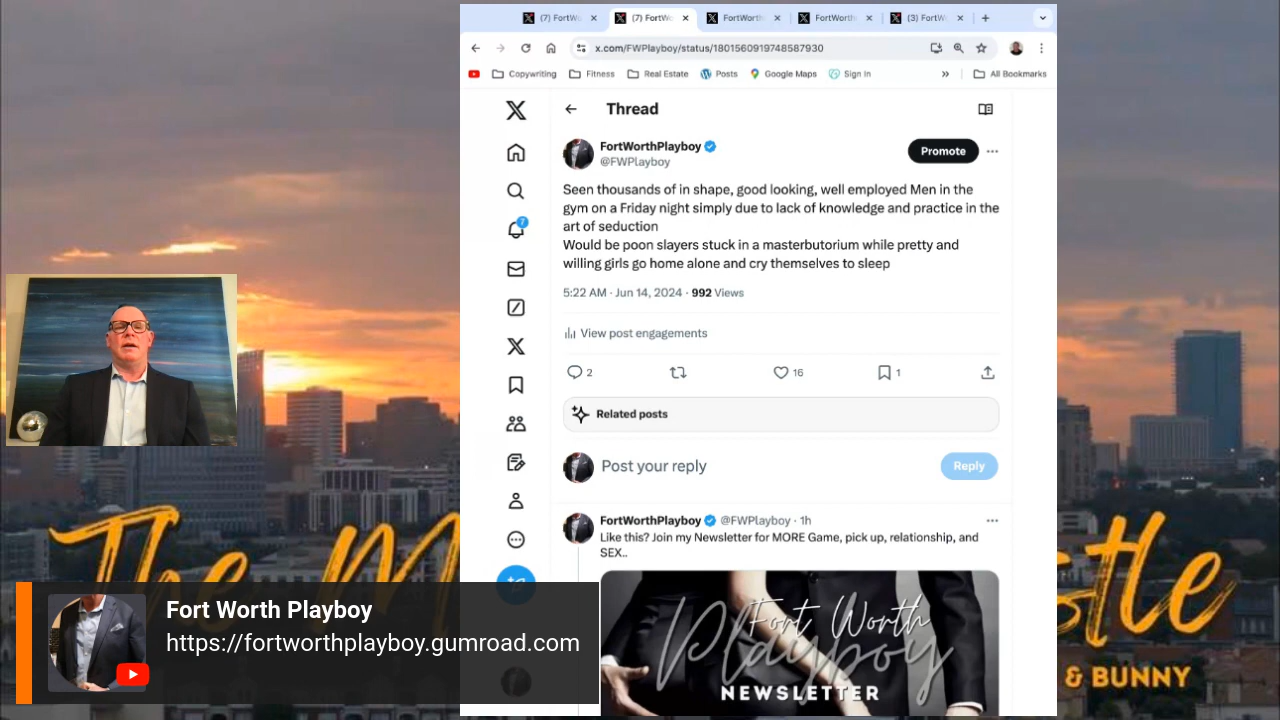 (7) FortWo
(7) FortWo
FortWorth
FortWorth
(3) FortW
x.com/FWPlayboy/status/1801560919748587930
Copywriting
Fitness
Real Estate
Posts
Google Maps
Sign In
»
All Bookmarks
Thread
FortWorthPlayboy
@FWPlayboy
Promote
Seen thousands of in shape, good looking, well employed Men in the
gym on a Friday night simply due to lack of knowledge and practice in the
art of seduction
Would be poon slayers stuck in a masterbutorium while pretty and
willing girls go home alone and cry themselves to sleep
5:22 AM · Jun 14, 2024 · 992 Views
7
View post engagements
2
16
1
Related posts
Post your reply
Reply
FortWorthPlayboy @FWPlayboy · 1h
Like this? Join my Newsletter for MORE Game, pick up, relationship, and
SEX..
Fort Worth
Playboy
NEWSLETTER
The M
stle
& BUNNY
Fort Worth Playboy
https://fortworthplayboy.gumroad.com